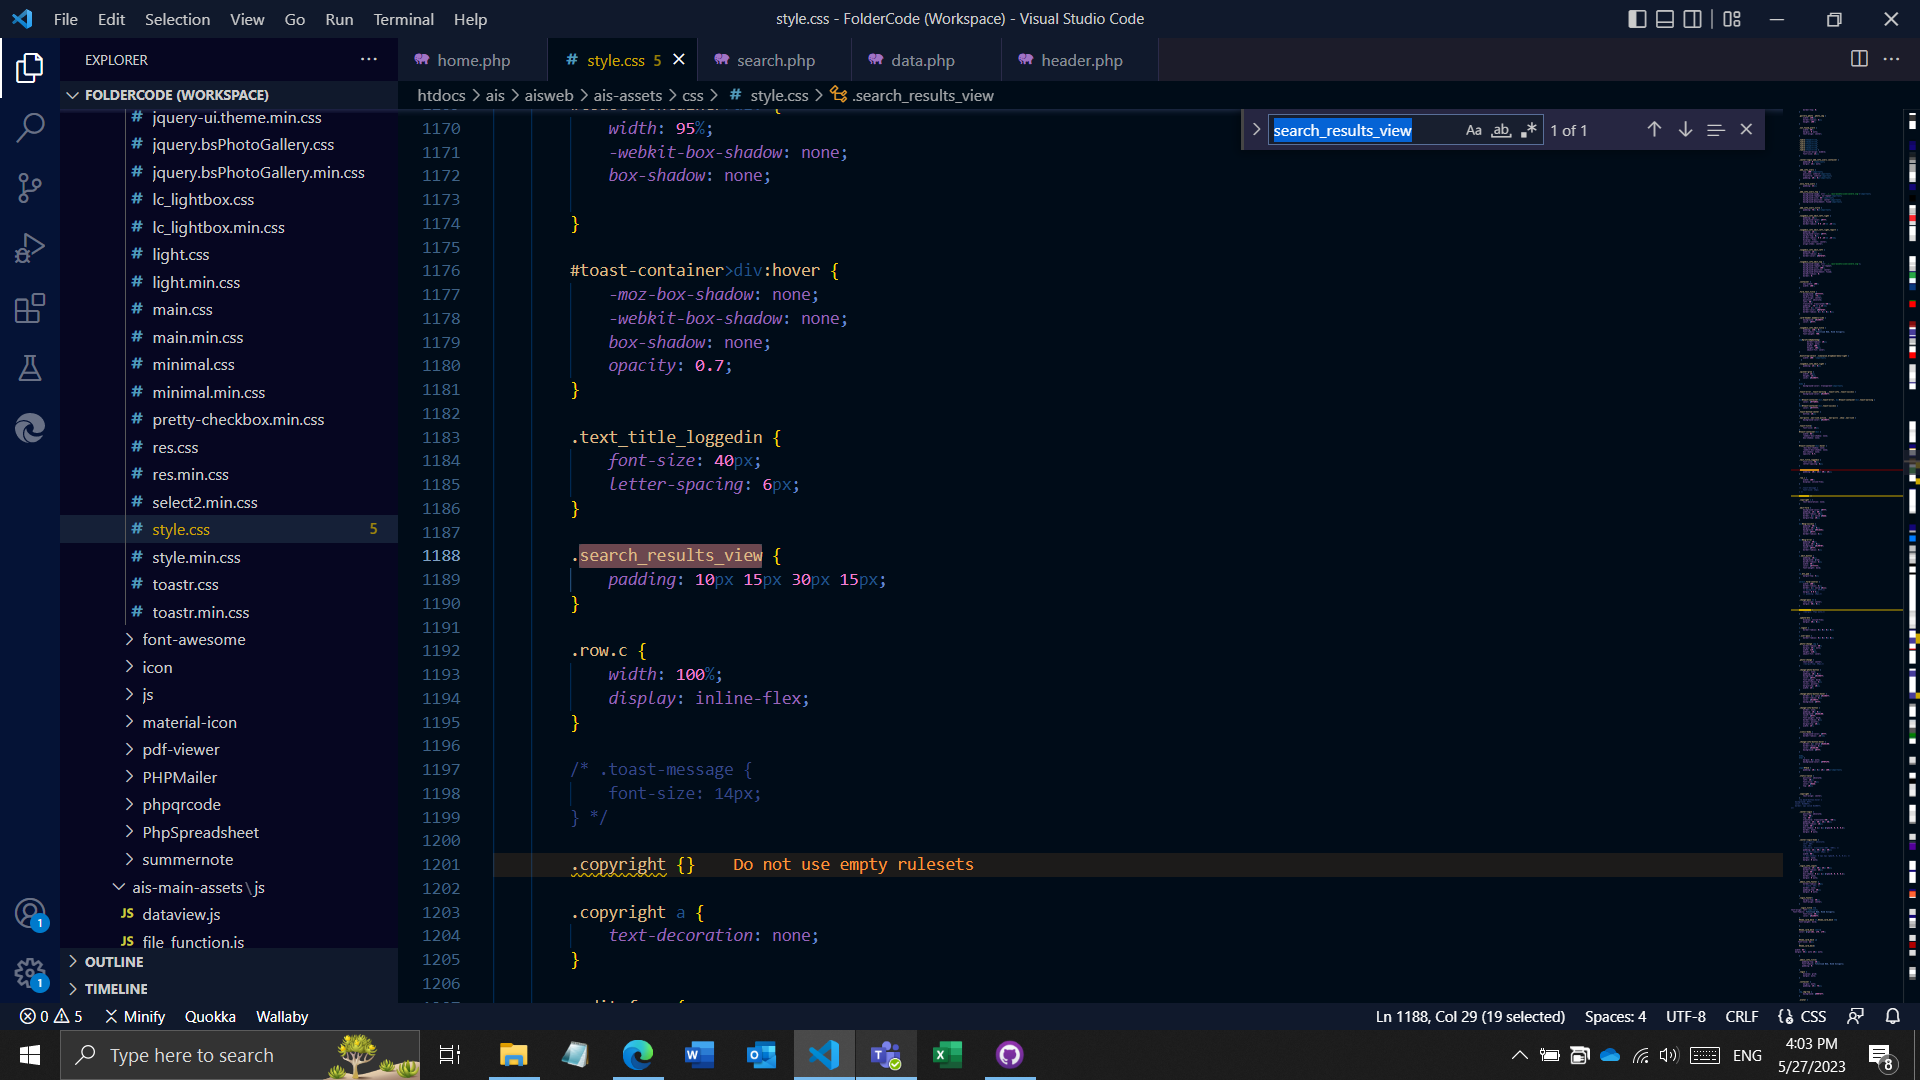 File Edit Selection View Go Run Terminal Help
style.css - FolderCode (Workspace) - Visual Studio Code
EXPLORER
home.php
# style.css 5
search.php
data.php
header.php
FOLDERCODE (WORKSPACE)
htdocs > ais > aisweb > ais-assets > css > # style.css > .search_results_view
search_results_view Aa ab 1 of 1
# jquery-ui.theme.min.css
# jquery.bsPhotoGallery.css
# jquery.bsPhotoGallery.min.css
# lc_lightbox.css
# lc_lightbox.min.css
# light.css
# light.min.css
# main.css
# main.min.css
# minimal.css
# minimal.min.css
# pretty-checkbox.min.css
# res.css
# res.min.css
# select2.min.css
# style.css 5
# style.min.css
# toastr.css
# toastr.min.css
font-awesome
icon
js
material-icon
pdf-viewer
PHPMailer
phpqrcode
PhpSpreadsheet
summernote
ais-main-assets\js
JS dataview.js
JS file_function.js
OUTLINE
TIMELINE
1170 width: 95%;
1171 -webkit-box-shadow: none;
1172 box-shadow: none;
1173
1174 }
1175
1176 #toast-container>div:hover {
1177 -moz-box-shadow: none;
1178 -webkit-box-shadow: none;
1179 box-shadow: none;
1180 opacity: 0.7;
1181 }
1182
1183 .text_title_loggedin {
1184 font-size: 40px;
1185 letter-spacing: 6px;
1186 }
1187
1188 .search_results_view {
1189 padding: 10px 15px 30px 15px;
1190 }
1191
1192 .row.c {
1193 width: 100%;
1194 display: inline-flex;
1195 }
1196
1197 /* .toast-message {
1198 font-size: 14px;
1199 } */
1200
1201 .copyright {} Do not use empty rulesets
1202
1203 .copyright a {
1204 text-decoration: none;
1205 }
1206
1
1
0 5 Minify Quokka Wallaby
Ln 1188, Col 29 (19 selected) Spaces: 4 UTF-8 CRLF {} CSS
Type here to search
ENG
4:03 PM
5/27/2023
8